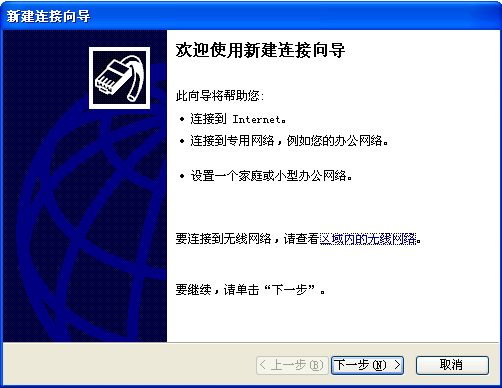 新建连接向导
欢迎使用新建连接向导
此向导将帮助您:
• 连接到 Internet。
• 连接到专用网络，例如您的办公网络。
• 设置一个家庭或小型办公网络。
要连接到无线网络，请查看区域内的无线网络。
要继续，请单击“下一步”。
< 上一步(B) 下一步(N) > 取消